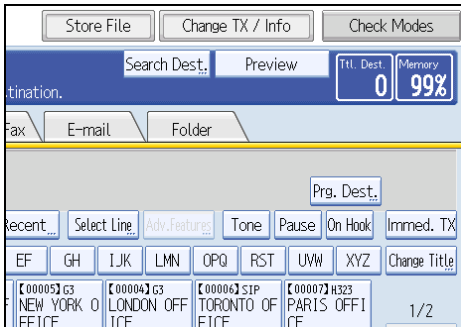 Store File Change TX / Info Check Modes
Search Dest. Preview Ttl. Dest. Memory
tination. 0 99%
Fax E-mail Folder
Prg. Dest.
Recent Select Line Adv.Features Tone Pause On Hook Immed. TX
EF GH IJK LMN OPQ RST UVW XYZ Change Title
【00005】G3 【00004】G3 【00006】SIP 【00007】H323
NEW YORK O LONDON OFF TORONTO OF PARIS OFFI 1/2
FFICE ICE FICE CE